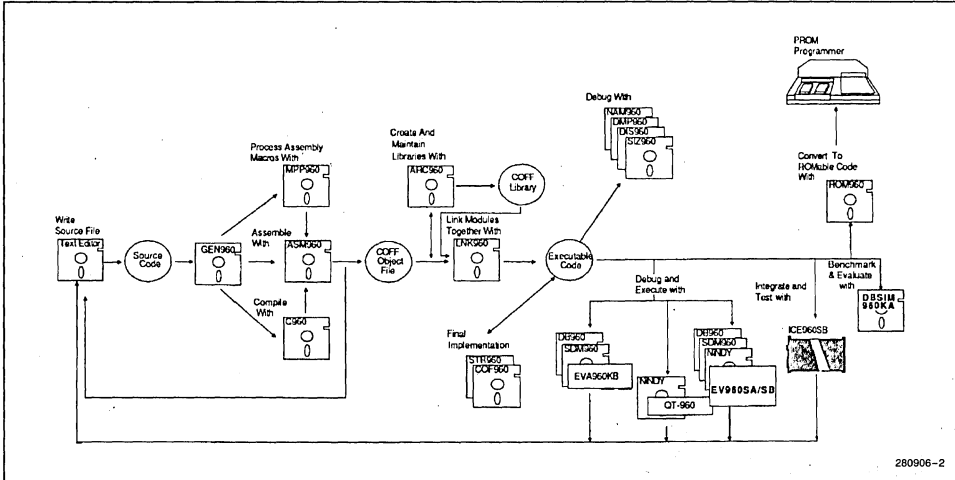 PROM
Programmer
Debug With
NAM960
DMP960
DIS960
SIZ960
Create And
Maintain
Libraries With
ARC960
COFF
Library
Process Assembly
Macros With
MPP960
Convert To
ROMable Code
With
ROM960
Write
Source File
Text Editor
Source
Code
GEN960
Assemble
With
ASM960
COFF
Object
File
Link Modules
Together With
LNK960
Executable
Code
Compile
With
C960
Debug and
Execute with
Integrate and
Test with
Benchmark
& Evaluate
with
DBSIM
960KA
Final
Implementation
STR960
COF960
DB960
SDM960
EVA960KB
NINDY
QT-960
DB960
SDM960
NINDY
EV960SA/SB
ICE960SB
280906-2